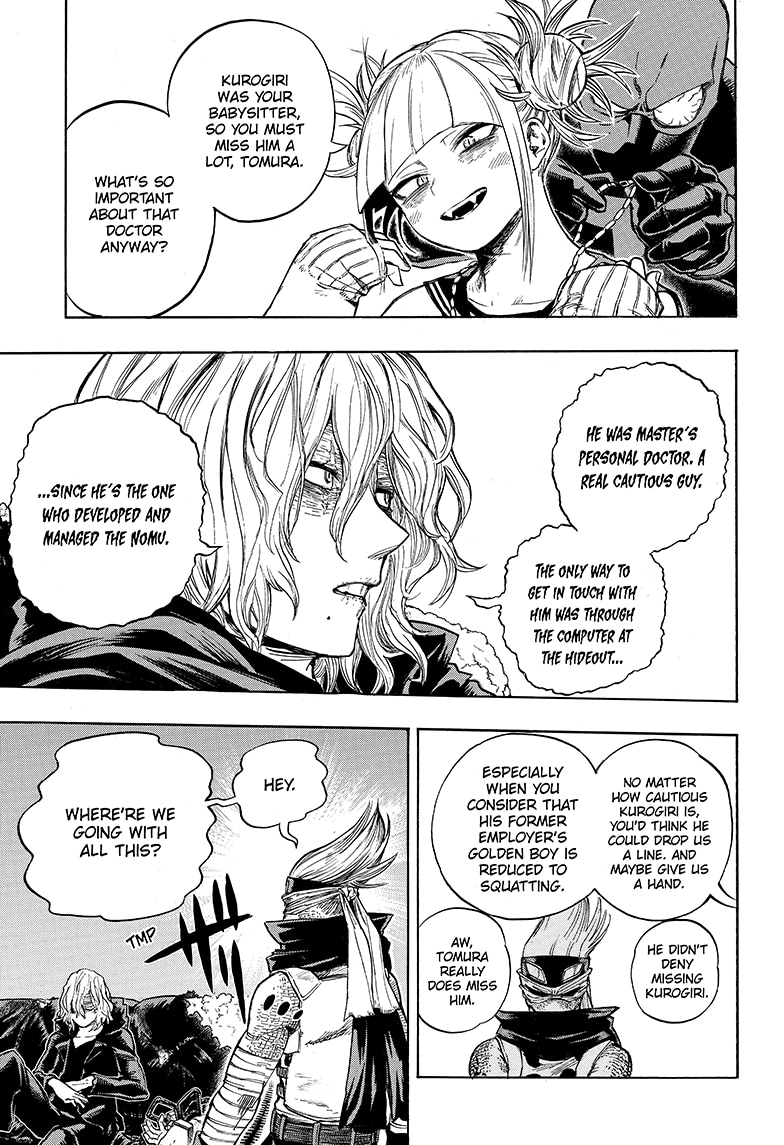 KUROGIRI
WAS YOUR
BABYSITTER,
SO YOU MUST
MISS HIM A
LOT, TOMURA.
WHAT'S SO
IMPORTANT
ABOUT THAT
DOCTOR
ANYWAY?
HE WAS MASTER'S
PERSONAL DOCTOR. A
REAL CAUTIOUS GUY.
THE ONLY WAY TO
GET IN TOUCH WITH
HIM WAS THROUGH
THE COMPUTER AT
THE HIDEOUT...
...SINCE HE'S THE ONE
WHO DEVELOPED AND
MANAGED THE NOMU.
NO MATTER
HOW CAUTIOUS
KUROGIRI IS,
YOU'D THINK HE
COULD DROP US
A LINE. AND
MAYBE GIVE US
A HAND.
ESPECIALLY
WHEN YOU
CONSIDER THAT
HIS FORMER
EMPLOYER'S
GOLDEN BOY IS
REDUCED TO
SQUATTING.
HE DIDN'T
DENY
MISSING
KUROGIRI.
AW,
TOMURA
REALLY
DOES MISS
HIM.
HEY.
WHERE'RE WE
GOING WITH
ALL THIS?
TMP